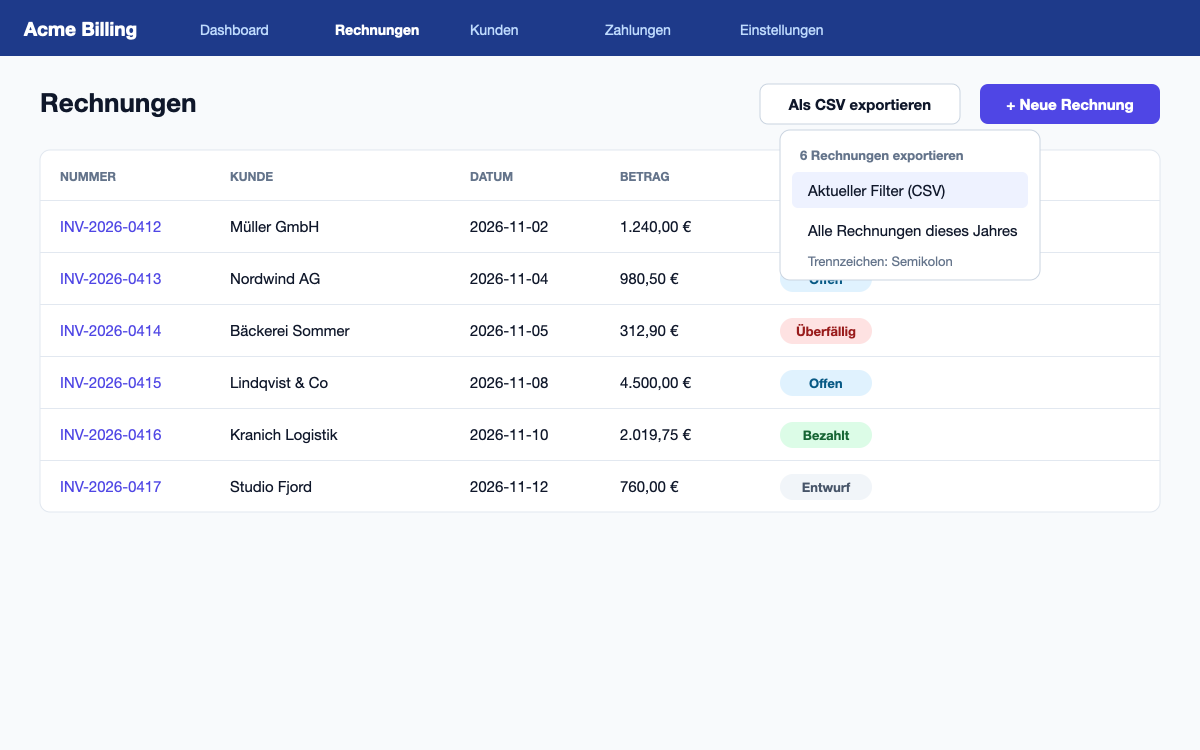 Acme Billing Dashboard Rechnungen Kunden Zahlungen Einstellungen
Rechnungen Als CSV exportieren + Neue Rechnung
6 Rechnungen exportieren
Aktueller Filter (CSV)
Alle Rechnungen dieses Jahres
Trennzeichen: Semikolon
NUMMER KUNDE DATUM BETRAG
INV-2026-0412 Müller GmbH 2026-11-02 1.240,00 €
INV-2026-0413 Nordwind AG 2026-11-04 980,50 € Offen
INV-2026-0414 Bäckerei Sommer 2026-11-05 312,90 € Überfällig
INV-2026-0415 Lindqvist & Co 2026-11-08 4.500,00 € Offen
INV-2026-0416 Kranich Logistik 2026-11-10 2.019,75 € Bezahlt
INV-2026-0417 Studio Fjord 2026-11-12 760,00 € Entwurf